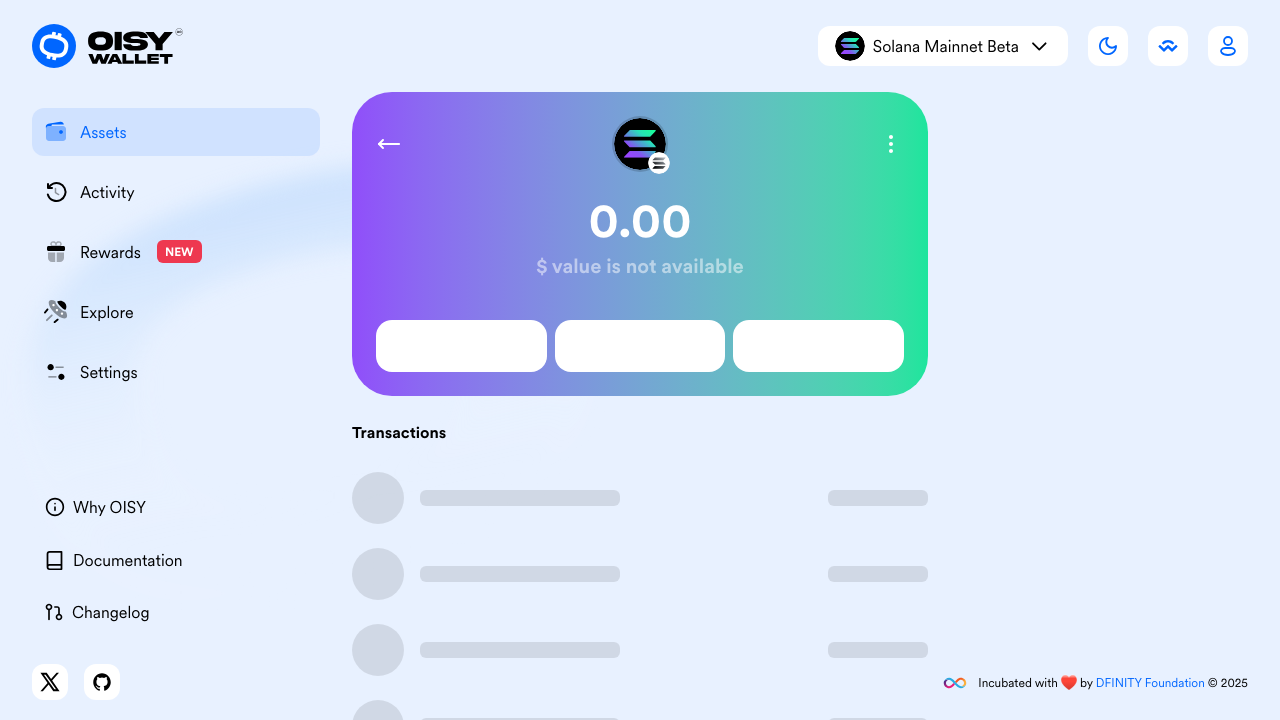 OISY
WALLET
Solana Mainnet Beta
Assets
Activity
Rewards NEW
Explore
Settings
0.00
$ value is not available
Transactions
Why OISY
Documentation
Changelog
Incubated with ❤️ by DFINITY Foundation © 2025